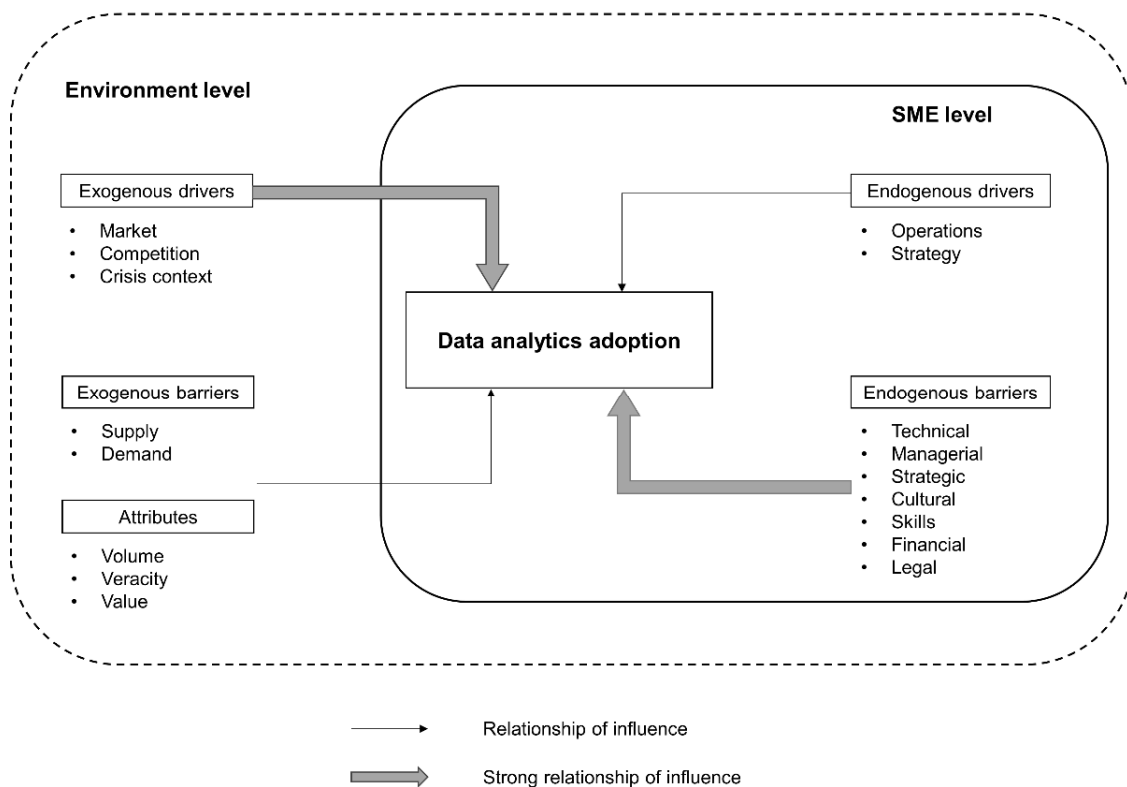 Environment level
SME level
Exogenous drivers
• Market
• Competition
• Crisis context
Endogenous drivers
• Operations
• Strategy
Data analytics adoption
Exogenous barriers
• Supply
• Demand
Attributes
• Volume
• Veracity
• Value
Endogenous barriers
• Technical
• Managerial
• Strategic
• Cultural
• Skills
• Financial
• Legal
Relationship of influence
Strong relationship of influence